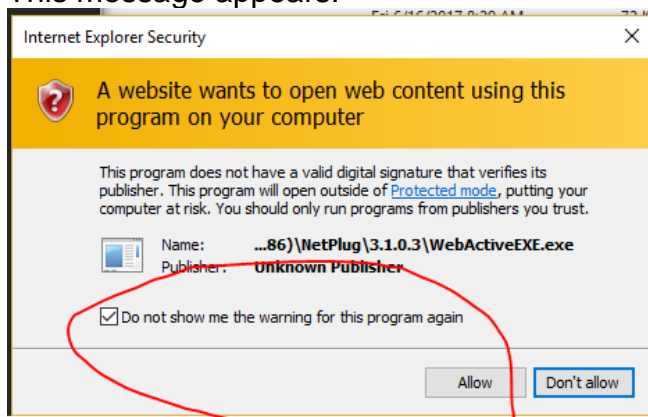 This message appears:
Fri 6/16/2017 8:20 AM
Internet Explorer Security
A website wants to open web content using this
program on your computer
This program does not have a valid digital signature that verifies its
publisher. This program will open outside of Protected mode, putting your
computer at risk. You should only run programs from publishers you trust.
Name: ...86)\NetPlug\3.1.0.3\WebActiveEXE.exe
Publisher: Unknown Publisher
Do not show me the warning for this program again
Allow Don't allow